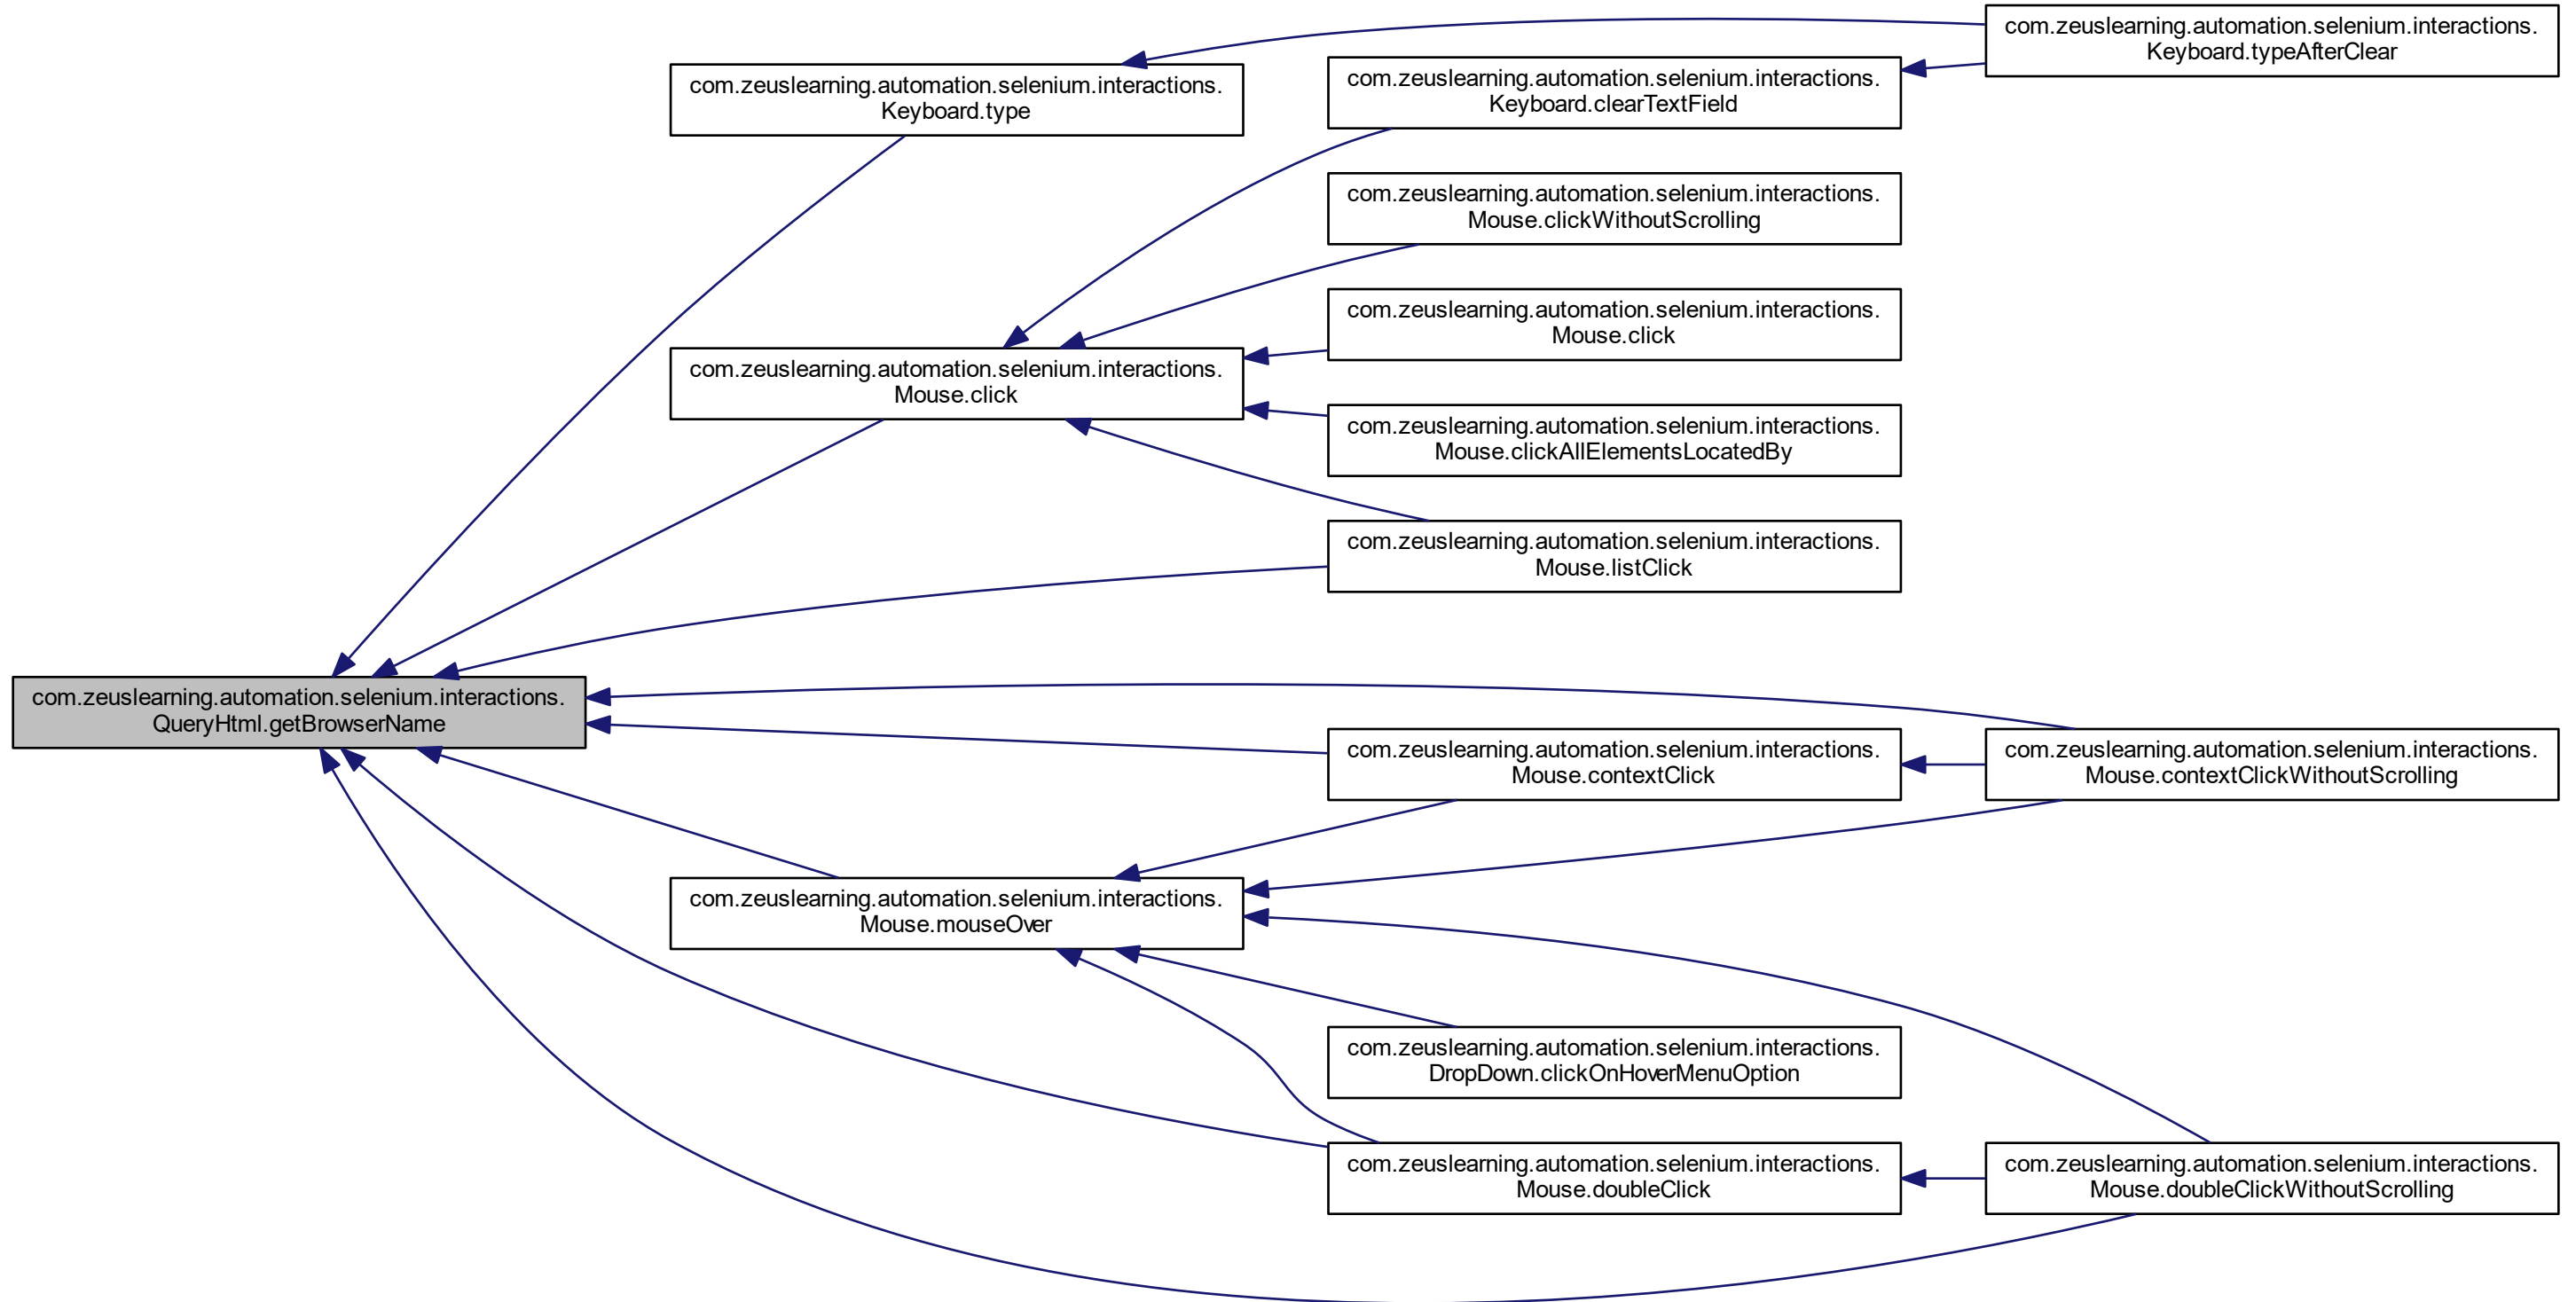 com.zeuslearning.automation.selenium.interactions.
Keyboard.typeAfterClear
com.zeuslearning.automation.selenium.interactions.
Keyboard.type
com.zeuslearning.automation.selenium.interactions.
Keyboard.clearTextField
com.zeuslearning.automation.selenium.interactions.
Mouse.clickWithoutScrolling
com.zeuslearning.automation.selenium.interactions.
Mouse.click
com.zeuslearning.automation.selenium.interactions.
Mouse.click
com.zeuslearning.automation.selenium.interactions.
Mouse.clickAllElementsLocatedBy
com.zeuslearning.automation.selenium.interactions.
Mouse.listClick
com.zeuslearning.automation.selenium.interactions.
QueryHtml.getBrowserName
com.zeuslearning.automation.selenium.interactions.
Mouse.contextClick
com.zeuslearning.automation.selenium.interactions.
Mouse.contextClickWithoutScrolling
com.zeuslearning.automation.selenium.interactions.
Mouse.mouseOver
com.zeuslearning.automation.selenium.interactions.
DropDown.clickOnHoverMenuOption
com.zeuslearning.automation.selenium.interactions.
Mouse.doubleClick
com.zeuslearning.automation.selenium.interactions.
Mouse.doubleClickWithoutScrolling